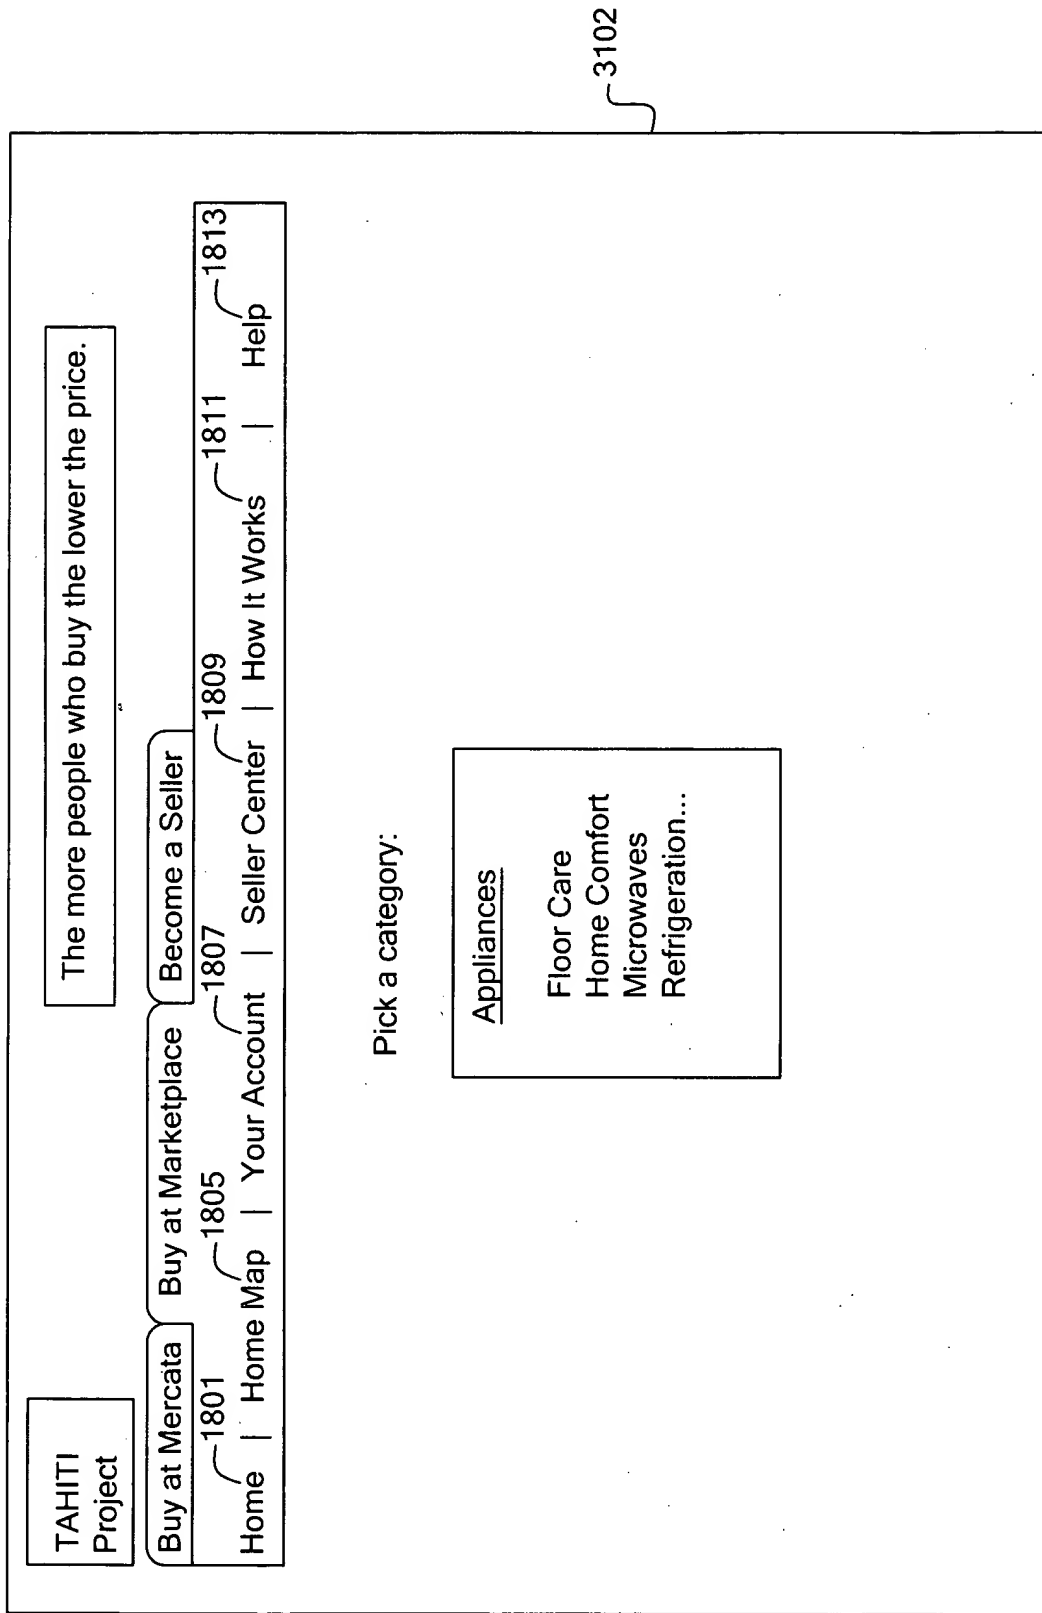 TAHITI
Project
The more people who buy the lower the price.
Buy at Mercata Buy at Marketplace Become a Seller
1801 1805 1807 1809 1811 1813
Home | Home Map | Your Account | Seller Center | How It Works | Help
Pick a category:
Appliances
Floor Care
Home Comfort
Microwaves
Refrigeration...
3102